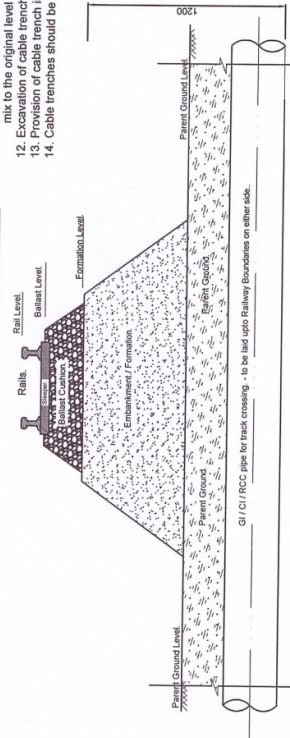 mix to the original level
12. Excavation of cable trench
13. Provision of cable trench i
14. Cable trenches should be
1200
Rails.
Rail Level
Ballast Level.
Sleeper
Ballast Cushion.
Formation Level.
Embankment / Formation
Parent Ground Level.
Parent Ground Level.
Parent Ground
Parent Ground.
GI / CI / RCC pipe for track crossing - to be laid upto Railway Boundaries on either side.